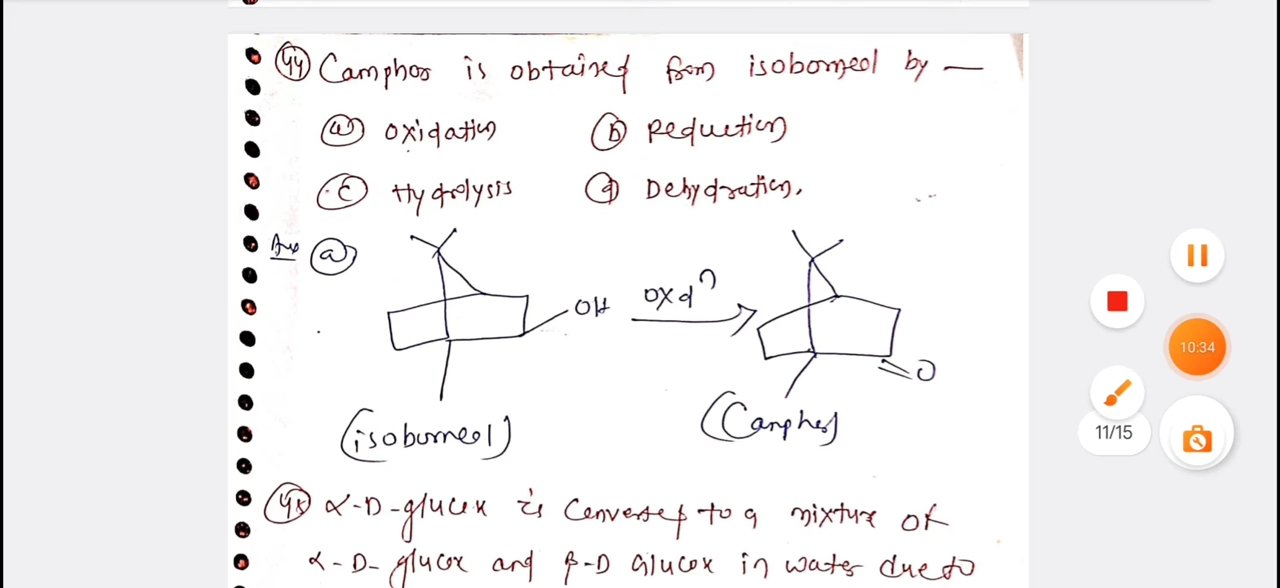 44 Camphor is obtained from isoborneol by —
(a) Oxidation (b) Reduction
(c) Hydrolysis (d) Dehydration.
Ans (a)
OH oxdn O
(isoborneol) (Camphor)
α-D-glucose is converted to a mixture of
α-D-glucose and β-D Glucose in water due to
10:34
11/15